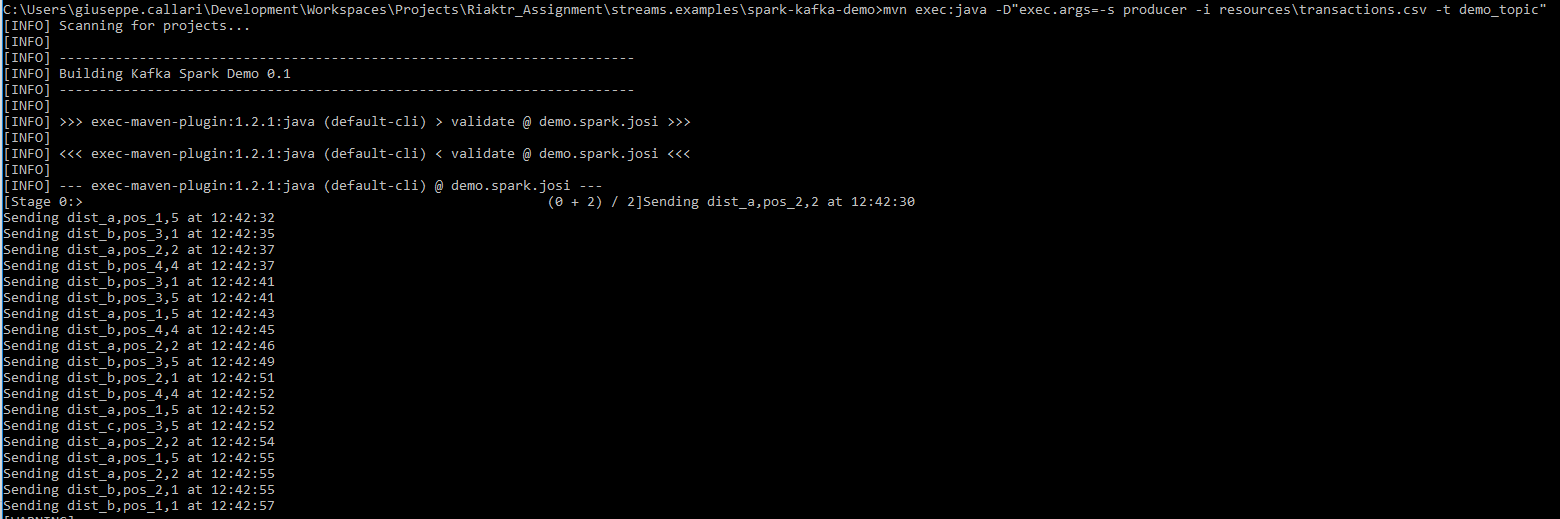 C:\Users\giuseppe.callari\Development\Workspaces\Projects\Riaktr_Assignment\streams.examples\spark-kafka-demo>mvn exec:java -D"exec.args=-s producer -i resources\transactions.csv -t demo_topic"
[INFO] Scanning for projects...
[INFO]
[INFO] ------------------------------------------------------------------------
[INFO] Building Kafka Spark Demo 0.1
[INFO] ------------------------------------------------------------------------
[INFO]
[INFO] >>> exec-maven-plugin:1.2.1:java (default-cli) > validate @ demo.spark.josi >>>
[INFO]
[INFO] <<< exec-maven-plugin:1.2.1:java (default-cli) < validate @ demo.spark.josi <<<
[INFO]
[INFO] --- exec-maven-plugin:1.2.1:java (default-cli) @ demo.spark.josi ---
[Stage 0:>                                                          (0 + 2) / 2]Sending dist_a,pos_2,2 at 12:42:30
Sending dist_a,pos_1,5 at 12:42:32
Sending dist_b,pos_3,1 at 12:42:35
Sending dist_a,pos_2,2 at 12:42:37
Sending dist_b,pos_4,4 at 12:42:37
Sending dist_b,pos_3,1 at 12:42:41
Sending dist_b,pos_3,5 at 12:42:41
Sending dist_a,pos_1,5 at 12:42:43
Sending dist_b,pos_4,4 at 12:42:45
Sending dist_a,pos_2,2 at 12:42:46
Sending dist_b,pos_3,5 at 12:42:49
Sending dist_b,pos_2,1 at 12:42:51
Sending dist_b,pos_4,4 at 12:42:52
Sending dist_a,pos_1,5 at 12:42:52
Sending dist_c,pos_3,5 at 12:42:52
Sending dist_a,pos_2,2 at 12:42:54
Sending dist_a,pos_1,5 at 12:42:55
Sending dist_a,pos_2,2 at 12:42:55
Sending dist_b,pos_2,1 at 12:42:55
Sending dist_b,pos_1,1 at 12:42:57